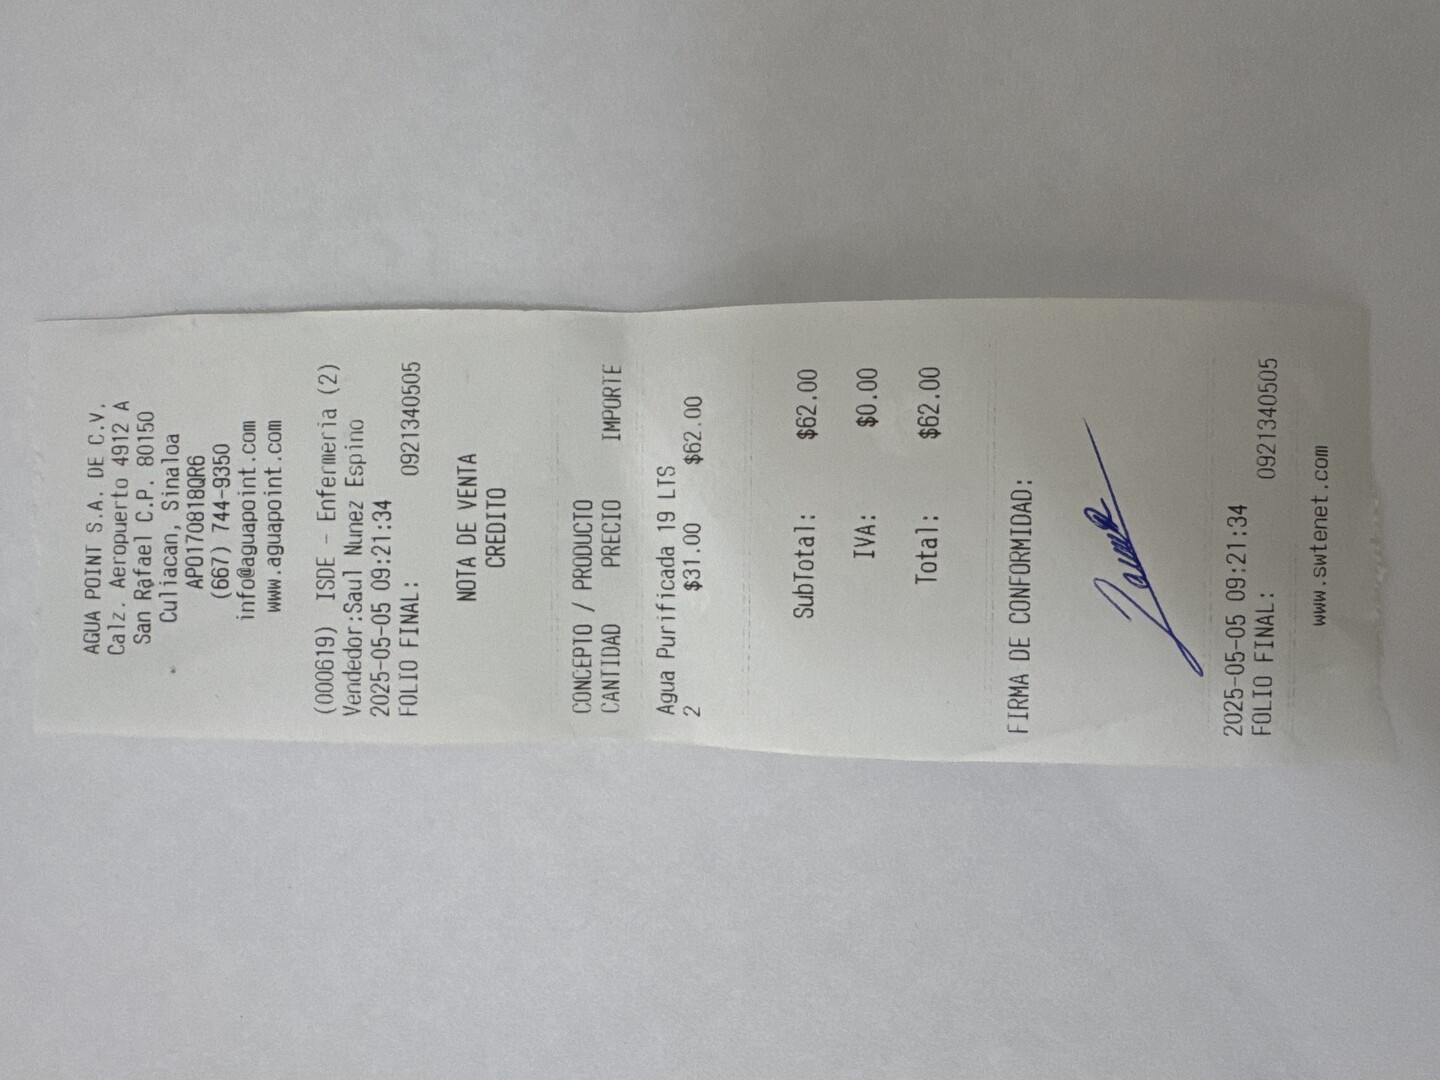 AGUA POINT S.A. DE C.V.
Calz. Aeropuerto 4912 A
San Rafael C.P. 80150
Culiacan, Sinaloa
APO170818QR6
(667) 744-9350
info@aguapoint.com
www.aguapoint.com
(000619) ISDE - Enfermeria (2)
Vendedor:Saul Nunez Espino
2025-05-05 09:21:34
FOLIO FINAL: 0921340505
NOTA DE VENTA
CREDITO
CONCEPTO / PRODUCTO
CANTIDAD PRECIO IMPORTE
Agua Purificada 19 LTS
2 $31.00 $62.00
SubTotal: $62.00
IVA: $0.00
Total: $62.00
FIRMA DE CONFORMIDAD:
2025-05-05 09:21:34
FOLIO FINAL: 0921340505
www.swtenet.com